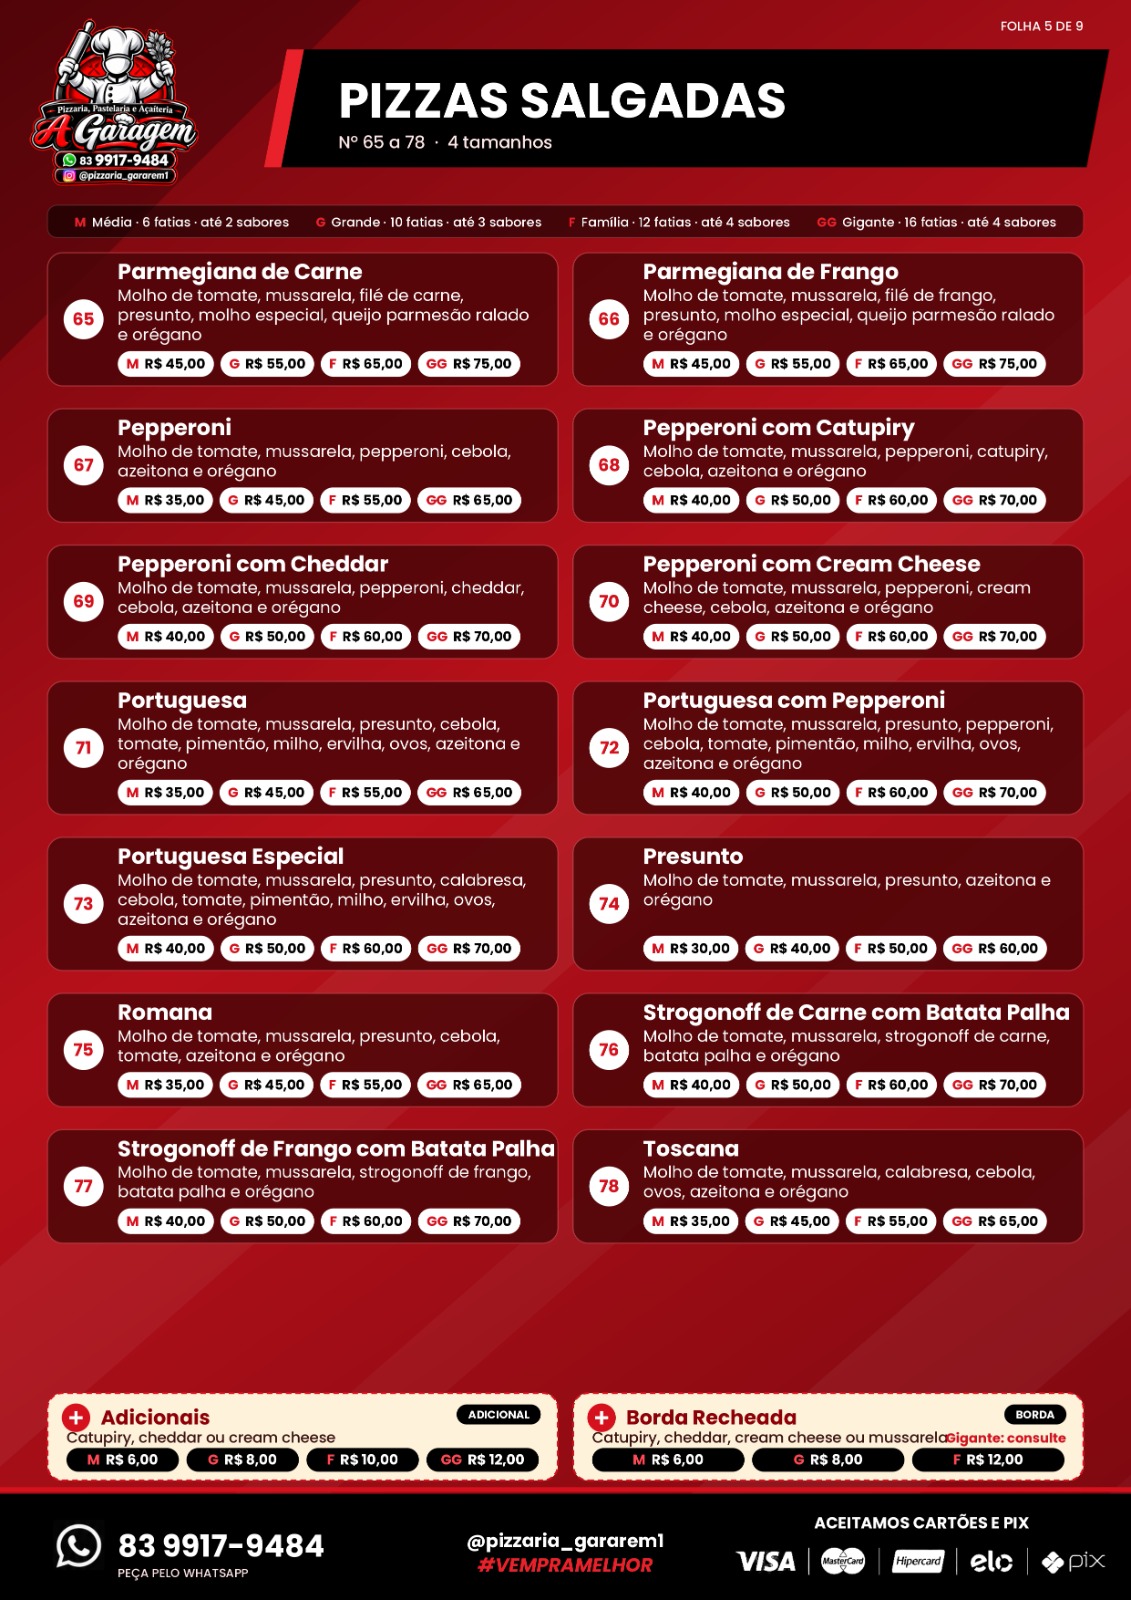 FOLHA 5 DE 9
Pizzaria, Pastelaria e Açaiteria
A Garagem
83 9917-9484
@pizzaria_gararem1
PIZZAS SALGADAS
Nº 65 a 78 · 4 tamanhos
M Média · 6 fatias · até 2 sabores G Grande · 10 fatias · até 3 sabores F Família · 12 fatias · até 4 sabores GG Gigante · 16 fatias · até 4 sabores
65
Parmegiana de Carne
Molho de tomate, mussarela, filé de carne,
presunto, molho especial, queijo parmesão ralado
e orégano
M R$ 45,00 G R$ 55,00 F R$ 65,00 GG R$ 75,00
66
Parmegiana de Frango
Molho de tomate, mussarela, filé de frango,
presunto, molho especial, queijo parmesão ralado
e orégano
M R$ 45,00 G R$ 55,00 F R$ 65,00 GG R$ 75,00
67
Pepperoni
Molho de tomate, mussarela, pepperoni, cebola,
azeitona e orégano
M R$ 35,00 G R$ 45,00 F R$ 55,00 GG R$ 65,00
68
Pepperoni com Catupiry
Molho de tomate, mussarela, pepperoni, catupiry,
cebola, azeitona e orégano
M R$ 40,00 G R$ 50,00 F R$ 60,00 GG R$ 70,00
69
Pepperoni com Cheddar
Molho de tomate, mussarela, pepperoni, cheddar,
cebola, azeitona e orégano
M R$ 40,00 G R$ 50,00 F R$ 60,00 GG R$ 70,00
70
Pepperoni com Cream Cheese
Molho de tomate, mussarela, pepperoni, cream
cheese, cebola, azeitona e orégano
M R$ 40,00 G R$ 50,00 F R$ 60,00 GG R$ 70,00
71
Portuguesa
Molho de tomate, mussarela, presunto, cebola,
tomate, pimentão, milho, ervilha, ovos, azeitona e
orégano
M R$ 35,00 G R$ 45,00 F R$ 55,00 GG R$ 65,00
72
Portuguesa com Pepperoni
Molho de tomate, mussarela, presunto, pepperoni,
cebola, tomate, pimentão, milho, ervilha, ovos,
azeitona e orégano
M R$ 40,00 G R$ 50,00 F R$ 60,00 GG R$ 70,00
73
Portuguesa Especial
Molho de tomate, mussarela, presunto, calabresa,
cebola, tomate, pimentão, milho, ervilha, ovos,
azeitona e orégano
M R$ 40,00 G R$ 50,00 F R$ 60,00 GG R$ 70,00
74
Presunto
Molho de tomate, mussarela, presunto, azeitona e
orégano
M R$ 30,00 G R$ 40,00 F R$ 50,00 GG R$ 60,00
75
Romana
Molho de tomate, mussarela, presunto, cebola,
tomate, azeitona e orégano
M R$ 35,00 G R$ 45,00 F R$ 55,00 GG R$ 65,00
76
Strogonoff de Carne com Batata Palha
Molho de tomate, mussarela, strogonoff de carne,
batata palha e orégano
M R$ 40,00 G R$ 50,00 F R$ 60,00 GG R$ 70,00
77
Strogonoff de Frango com Batata Palha
Molho de tomate, mussarela, strogonoff de frango,
batata palha e orégano
M R$ 40,00 G R$ 50,00 F R$ 60,00 GG R$ 70,00
78
Toscana
Molho de tomate, mussarela, calabresa, cebola,
ovos, azeitona e orégano
M R$ 35,00 G R$ 45,00 F R$ 55,00 GG R$ 65,00
+ Adicionais ADICIONAL
Catupiry, cheddar ou cream cheese
M R$ 6,00 G R$ 8,00 F R$ 10,00 GG R$ 12,00
+ Borda Recheada BORDA
Catupiry, cheddar, cream cheese ou mussarela Gigante: consulte
M R$ 6,00 G R$ 8,00 F R$ 12,00
83 9917-9484
PEÇA PELO WHATSAPP
@pizzaria_gararem1
#VEMPRAMELHOR
ACEITAMOS CARTÕES E PIX
VISA MasterCard Hipercard elo pix